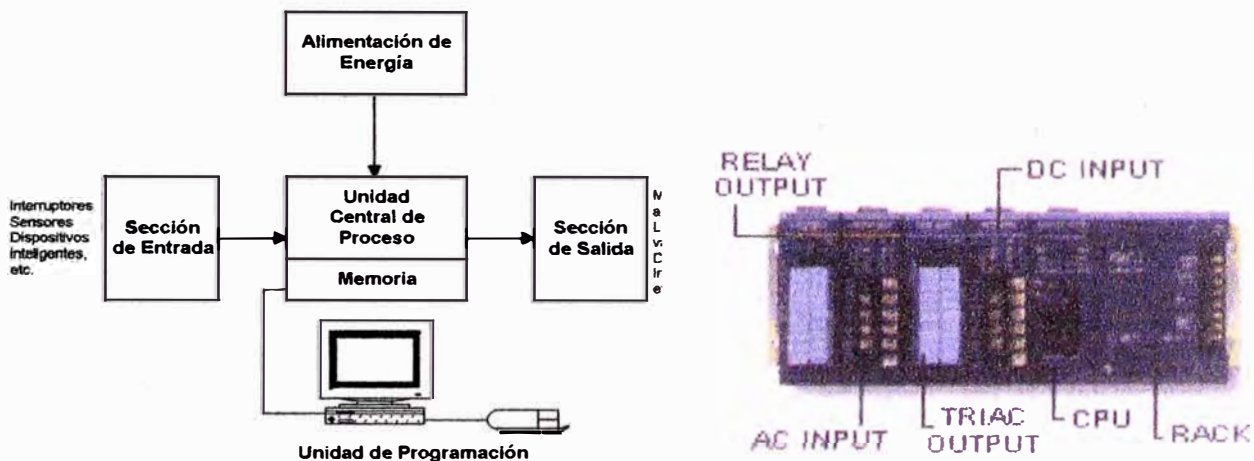 Alimentación de
Energía
Interruptores
Sensores
Dispositivos
inteligentes,
etc.
Sección
de Entrada
Unidad
Central de
Proceso
Memoria
Sección
de Salida
Unidad de Programación
RELAY
OUTPUT
DC INPUT
AC INPUT
TRIAC
OUTPUT
CPU
RACK